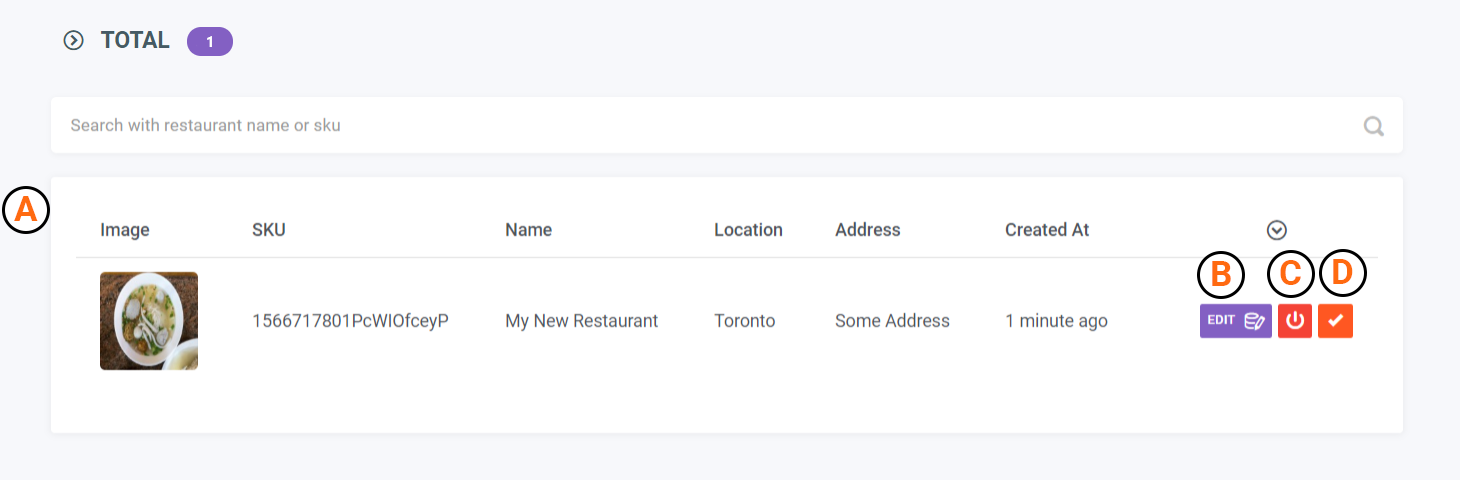 TOTAL 1
Search with restaurant name or sku
A
Image SKU Name Location Address Created At
B C D
1566717801PcWIOfceyP My New Restaurant Toronto Some Address 1 minute ago EDIT